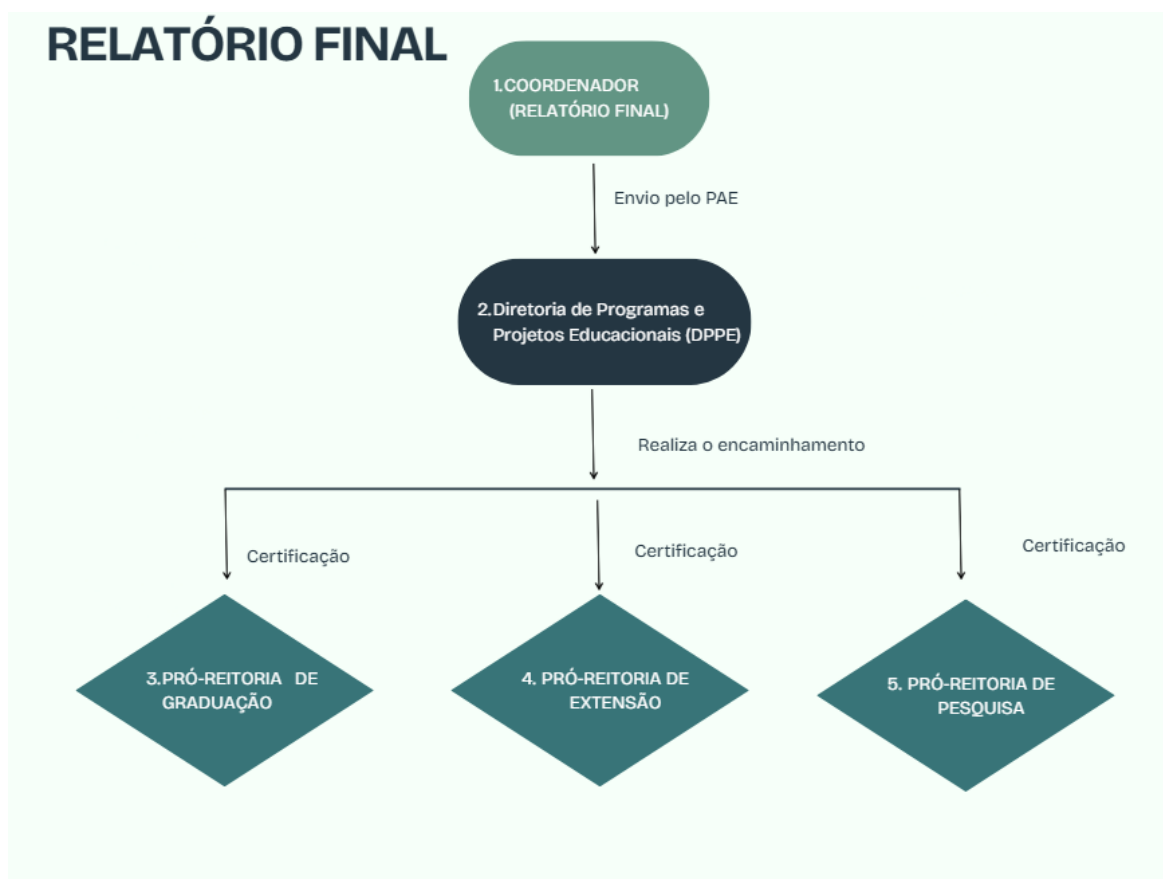 RELATÓRIO FINAL
1.COORDENADOR
(RELATÓRIO FINAL)
Envio pelo PAE
2.Diretoria de Programas e
Projetos Educacionais (DPPE)
Realiza o encaminhamento
Certificação
Certificação
Certificação
3.PRÓ-REITORIA DE
GRADUAÇÃO
4. PRÓ-REITORIA DE
EXTENSÃO
5. PRÓ-REITORIA DE
PESQUISA